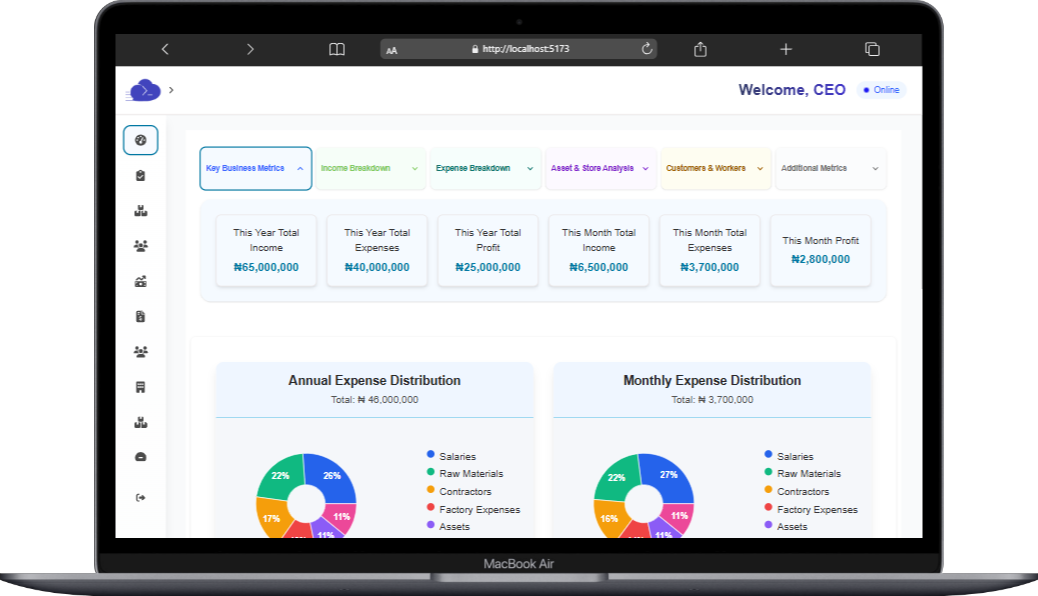 AA http://localhost:5173
Welcome, CEO
Online
Key Business Metrics
Income Breakdown
Expense Breakdown
Asset & Store Analysis
Customers & Workers
Additional Metrics
This Year Total
Income
₦65,000,000
This Year Total
Expenses
₦40,000,000
This Year Total
Profit
₦25,000,000
This Month Total
Income
₦6,500,000
This Month Total
Expenses
₦3,700,000
This Month Profit
₦2,800,000
Annual Expense Distribution
Total: ₦ 46,000,000
22%
26%
17%
11%
11%
Salaries
Raw Materials
Contractors
Factory Expenses
Assets
Monthly Expense Distribution
Total: ₦ 3,700,000
22%
27%
16%
11%
11%
Salaries
Raw Materials
Contractors
Factory Expenses
Assets
MacBook Air